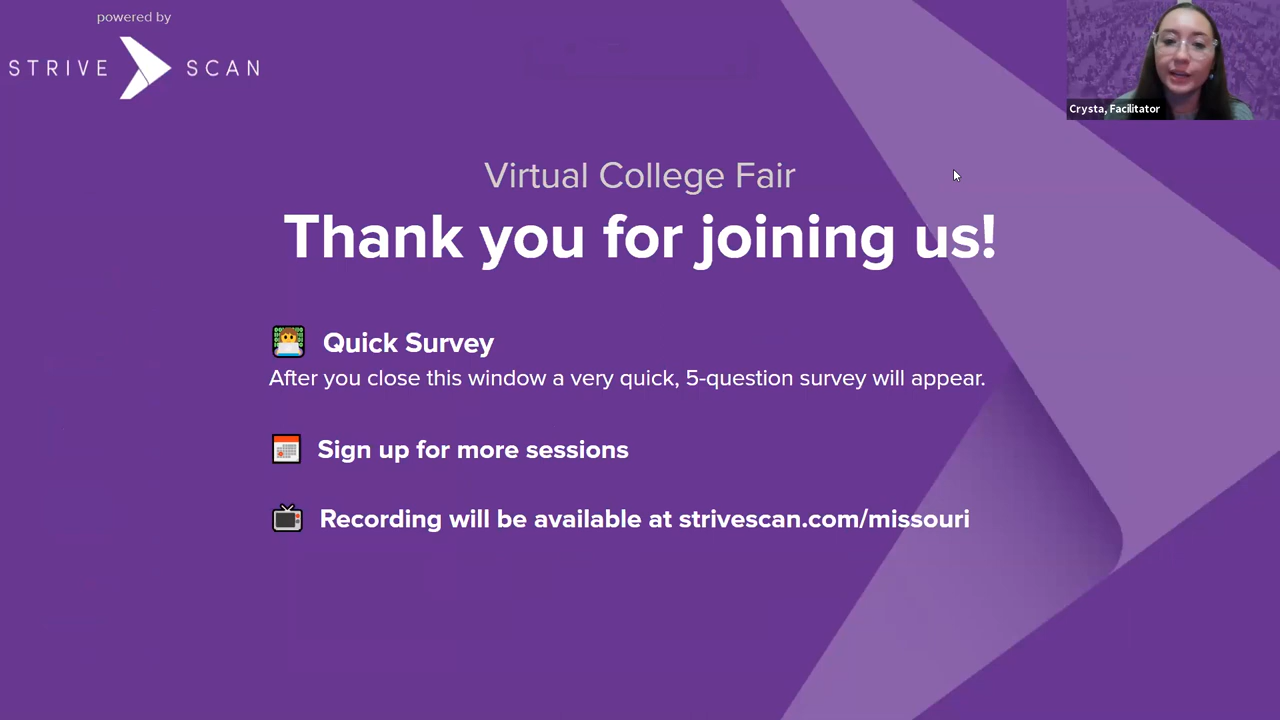 powered by
STRIVE SCAN
Crysta, Facilitator
Virtual College Fair
Thank you for joining us!
Quick Survey
After you close this window a very quick, 5-question survey will appear.
Sign up for more sessions
Recording will be available at strivescan.com/missouri